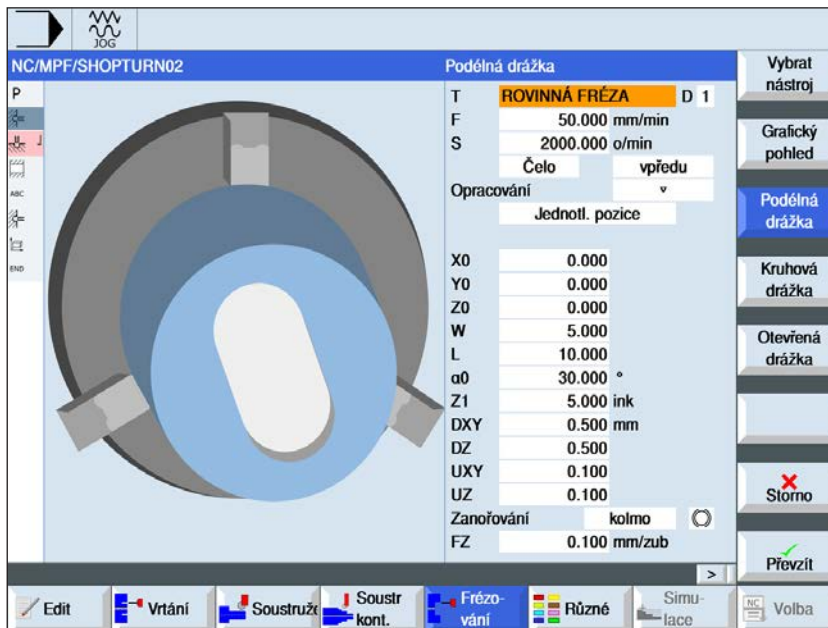 JOG
NC/MPF/SHOPTURN02
Podélná drážka
P
ABC
END
T ROVINNÁ FRÉZA D 1
F 50.000 mm/min
S 2000.000 o/min
Čelo vpředu
Opracování ▿
Jednotl. pozice
X0 0.000
Y0 0.000
Z0 0.000
W 5.000
L 10.000
α0 30.000 °
Z1 5.000 ink
DXY 0.500 mm
DZ 0.500
UXY 0.100
UZ 0.100
Zanořování kolmo
FZ 0.100 mm/zub
>
Vybrat
nástroj
Grafický
pohled
Podélná
drážka
Kruhová
drážka
Otevřená
drážka
Storno
Převzít
Edit
Vrtání
Soustruže
Soustr
kont.
Frézo-
vání
Různé
Simu-
lace
NC
Volba